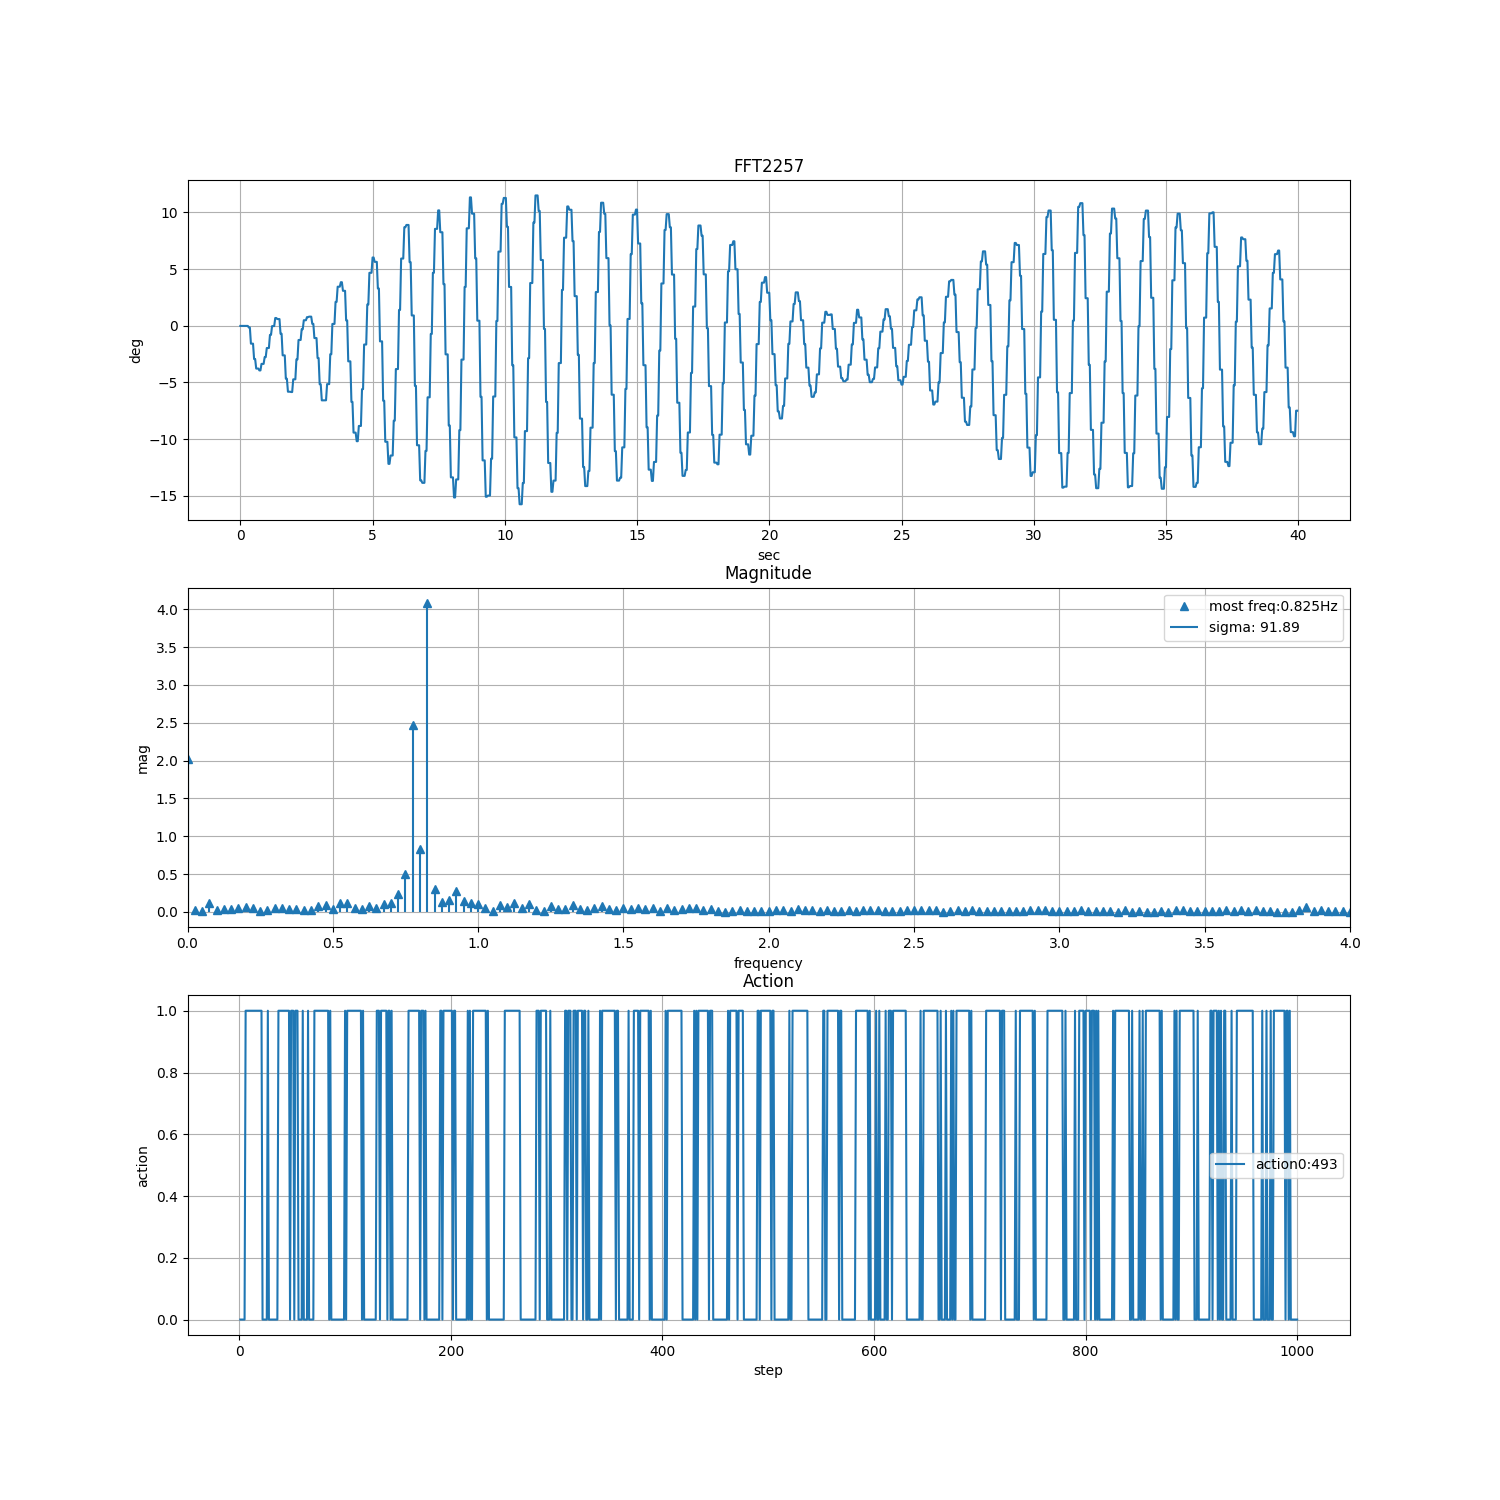 FFT2257
10
5
0
−5
−10
−15
deg
0 5 10 15 20 25 30 35 40
sec
Magnitude
most freq:0.825Hz
sigma: 91.89
4.0
3.5
3.0
2.5
2.0
1.5
1.0
0.5
0.0
mag
0.0 0.5 1.0 1.5 2.0 2.5 3.0 3.5 4.0
frequency
Action
1.0
0.8
0.6
0.4
0.2
0.0
action
action0:493
0 200 400 600 800 1000
step